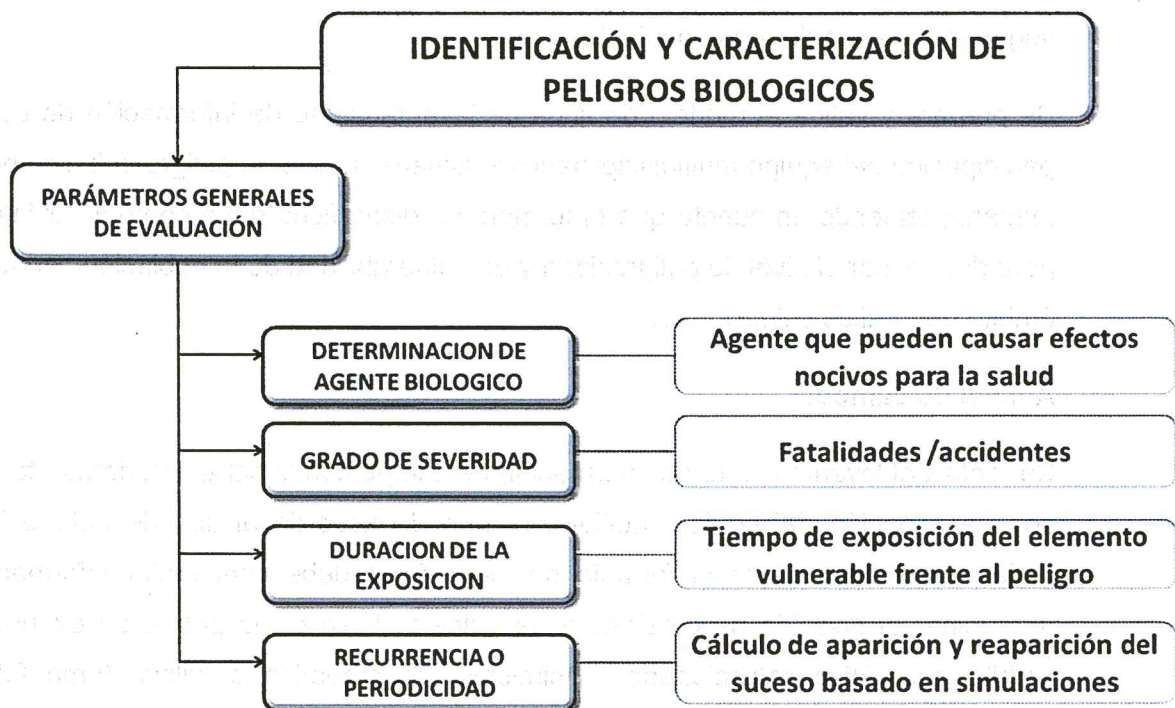 IDENTIFICACIÓN Y CARACTERIZACIÓN DE
PELIGROS BIOLOGICOS
PARÁMETROS GENERALES
DE EVALUACIÓN
DETERMINACION DE
AGENTE BIOLOGICO
Agente que pueden causar efectos
nocivos para la salud
GRADO DE SEVERIDAD
Fatalidades /accidentes
DURACION DE LA
EXPOSICION
Tiempo de exposición del elemento
vulnerable frente al peligro
RECURRENCIA O
PERIODICIDAD
Cálculo de aparición y reaparición del
suceso basado en simulaciones